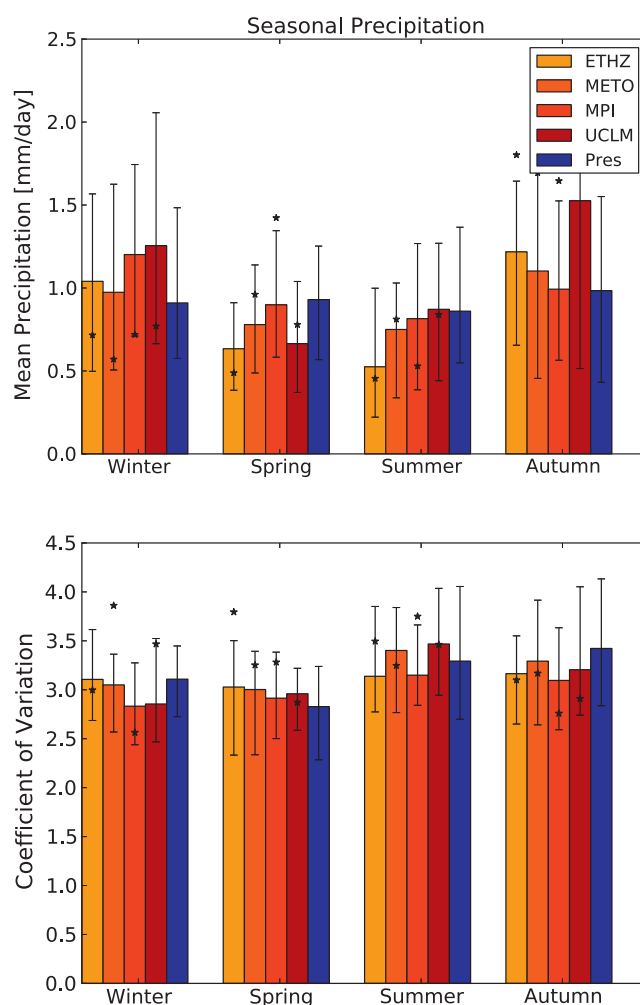 Seasonal Precipitation
Mean Precipitation [mm/day]
2.5
2.0
1.5
1.0
0.5
0.0
ETHZ
METO
MPI
UCLM
Pres
Winter Spring Summer Autumn
Coefficient of Variation
4.5
4.0
3.5
3.0
2.5
2.0
1.5
1.0
0.5
0.0
Winter Spring Summer Autumn